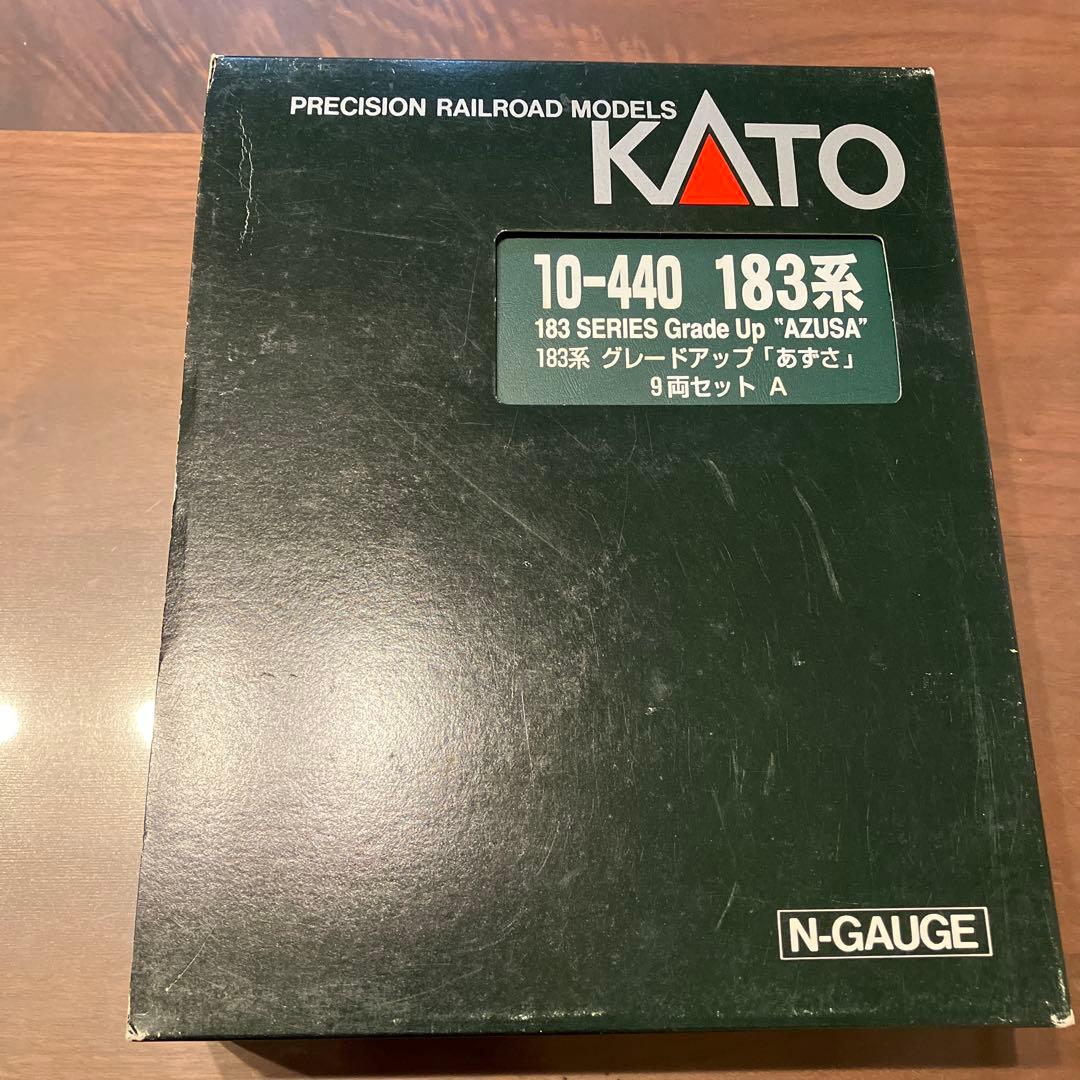 PRECISION RAILROAD MODELS
KATO
10-440 183系
183 SERIES Grade Up "AZUSA"
183系 グレードアップ「あずさ」
9両セット A
N-GAUGE